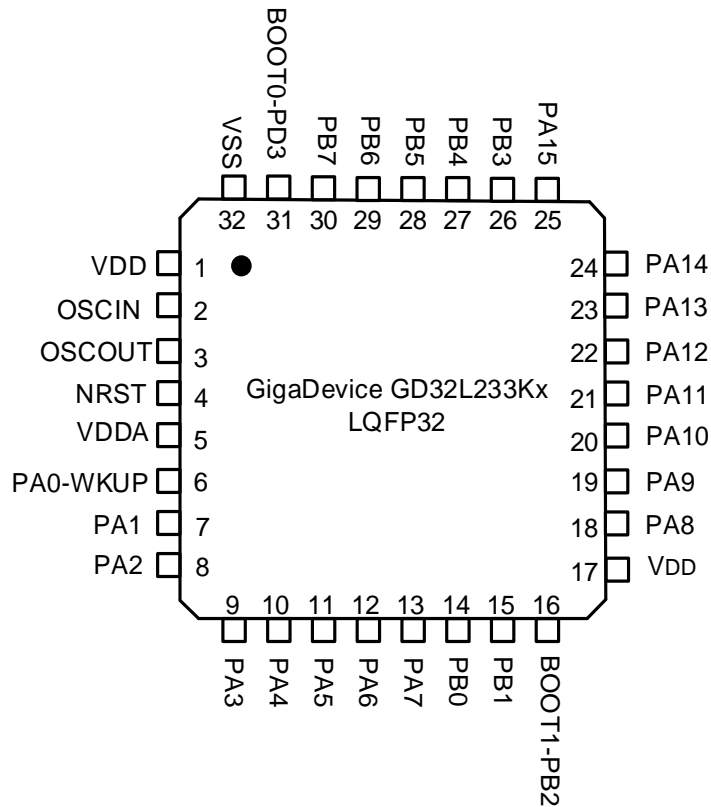 VSS
BOOT0-PD3
PB7
PB6
PB5
PB4
PB3
PA15
32 31 30 29 28 27 26 25
VDD 1
OSCIN 2
OSCOUT 3
NRST 4
VDDA 5
PA0-WKUP 6
PA1 7
PA2 8
24 PA14
23 PA13
22 PA12
21 PA11
20 PA10
19 PA9
18 PA8
17 VDD
GigaDevice GD32L233Kx
LQFP32
9 10 11 12 13 14 15 16
PA3
PA4
PA5
PA6
PA7
PB0
PB1
BOOT1-PB2